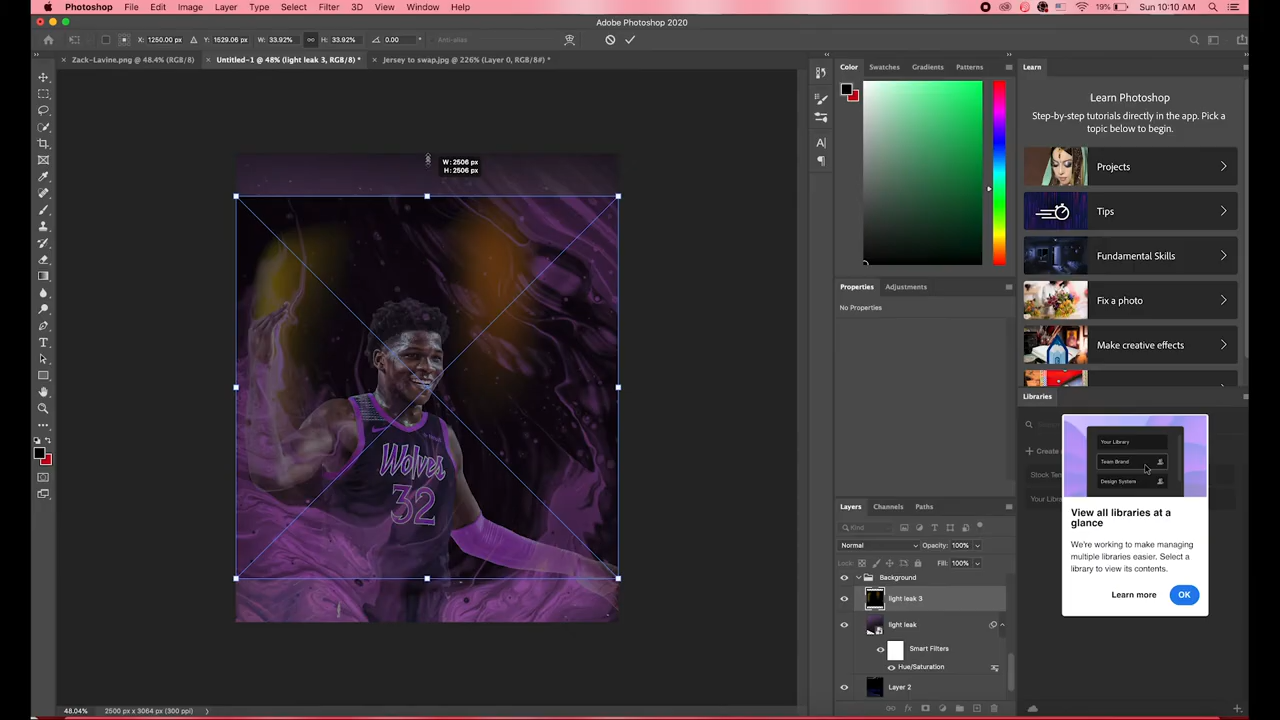 Photoshop File Edit Image Layer Type Select Filter 3D View Window Help
19% Sun 10:10 AM
Adobe Photoshop 2020
X: 1250.00 px Y: 1529.06 px W: 33.92% H: 33.92% 0.00 Anti-alias
Zack-Lavine.png @ 48.4% (RGB/8) Untitled-1 @ 48% (light leak 3, RGB/8) * Jersey to swap.jpg @ 226% (Layer 0, RGB/8#) *
Color Swatches Gradients Patterns
Learn
Learn Photoshop
Step-by-step tutorials directly in the app. Pick a
topic below to begin.
W: 2506 px
H: 2506 px
Projects
Tips
Fundamental Skills
Properties Adjustments
No Properties
Fix a photo
Make creative effects
Libraries
Wolves
32
Your Library
Team Brand
Design System
View all libraries at a
glance
We're working to make managing
multiple libraries easier. Select a
library to view its contents.
Learn more OK
Layers Channels Paths
Kind
Normal Opacity: 100%
Lock: Fill: 100%
Background
light leak 3
light leak
Smart Filters
Hue/Saturation
Layer 2
48.04% 2500 px x 3064 px (300 ppi)